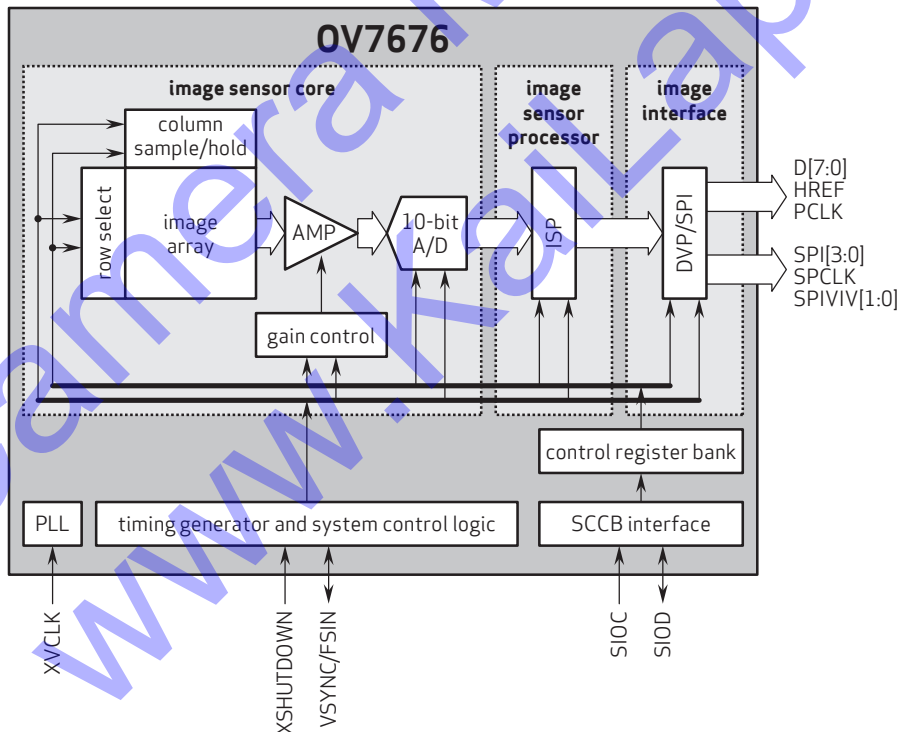 OV7676
image sensor core
image
sensor
processor
image
interface
column
sample/hold
row select
image
array
AMP
10-bit
A/D
ISP
DVP/SPI
D[7:0]
HREF
PCLK
SPI[3:0]
SPCLK
SPIVIV[1:0]
gain control
control register bank
PLL
timing generator and system control logic
SCCB interface
XVCLK
XSHUTDOWN
VSYNC/FSIN
SIOC
SIOD